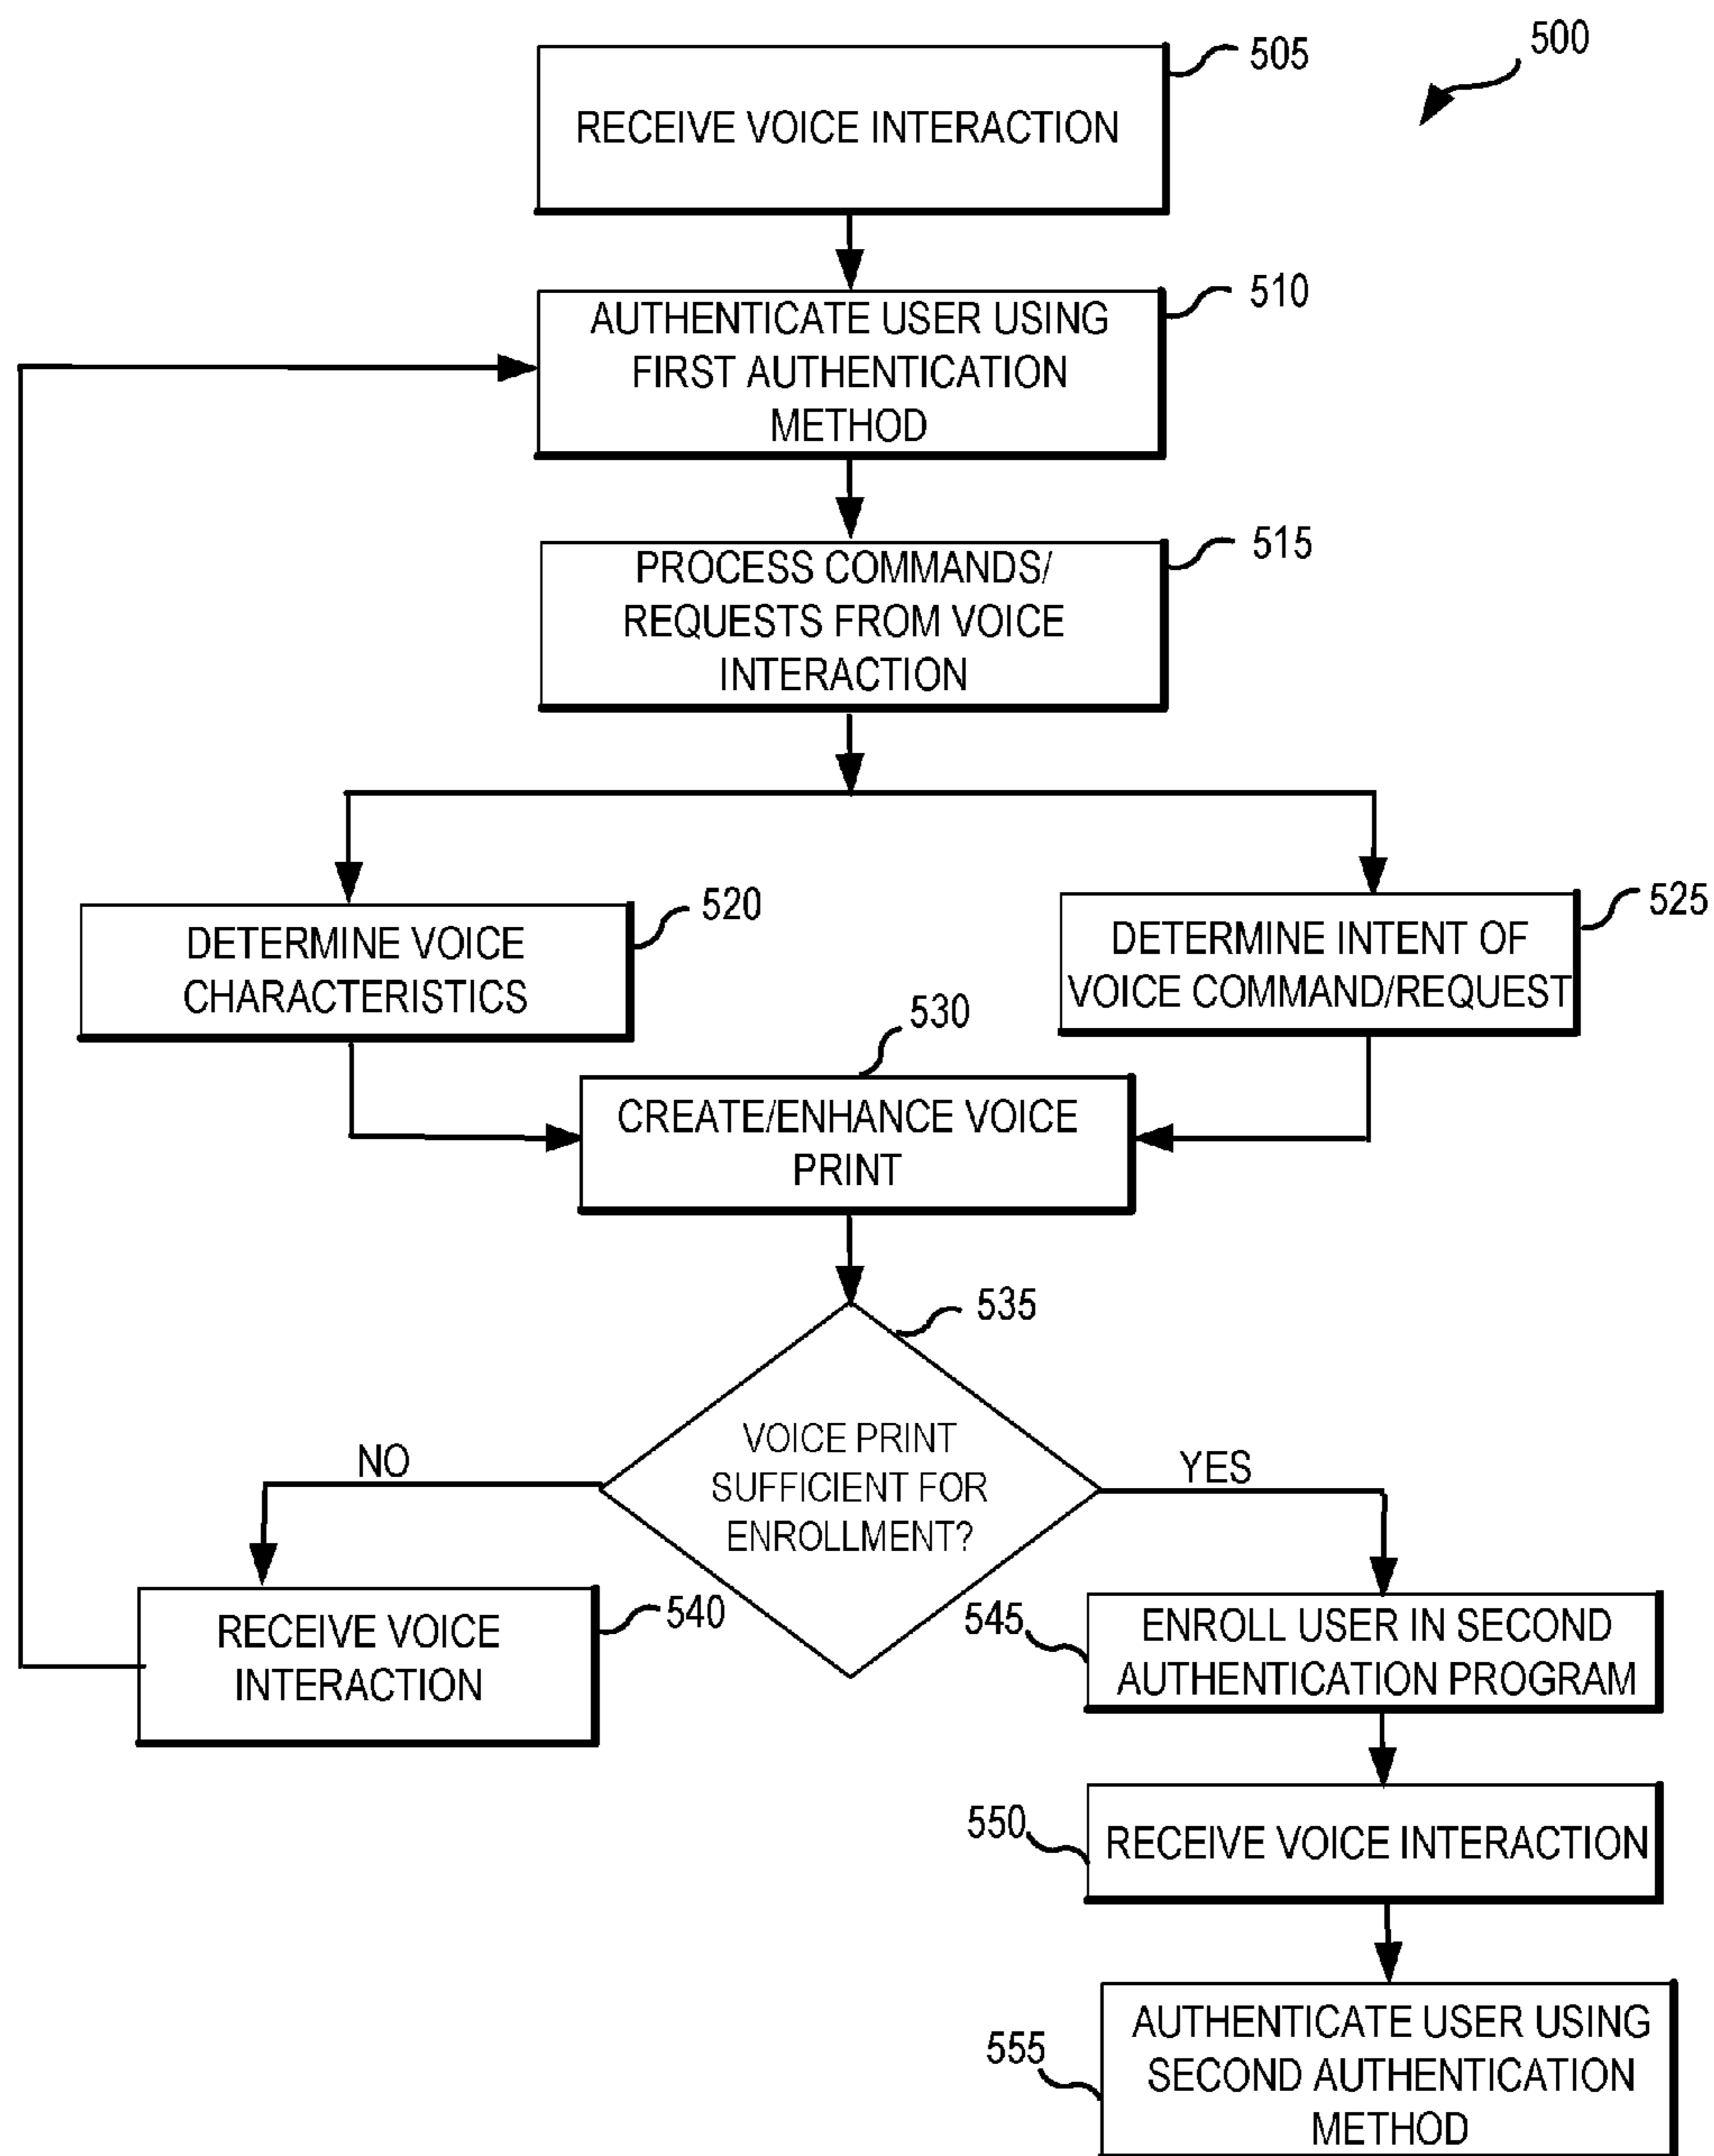 500
505
RECEIVE VOICE INTERACTION
510
AUTHENTICATE USER USING
FIRST AUTHENTICATION
METHOD
515
PROCESS COMMANDS/
REQUESTS FROM VOICE
INTERACTION
520
DETERMINE VOICE
CHARACTERISTICS
525
DETERMINE INTENT OF
VOICE COMMAND/REQUEST
530
CREATE/ENHANCE VOICE
PRINT
535
VOICE PRINT
SUFFICIENT FOR
ENROLLMENT?
NO
YES
540
RECEIVE VOICE
INTERACTION
545
ENROLL USER IN SECOND
AUTHENTICATION PROGRAM
550
RECEIVE VOICE INTERACTION
555
AUTHENTICATE USER USING
SECOND AUTHENTICATION
METHOD